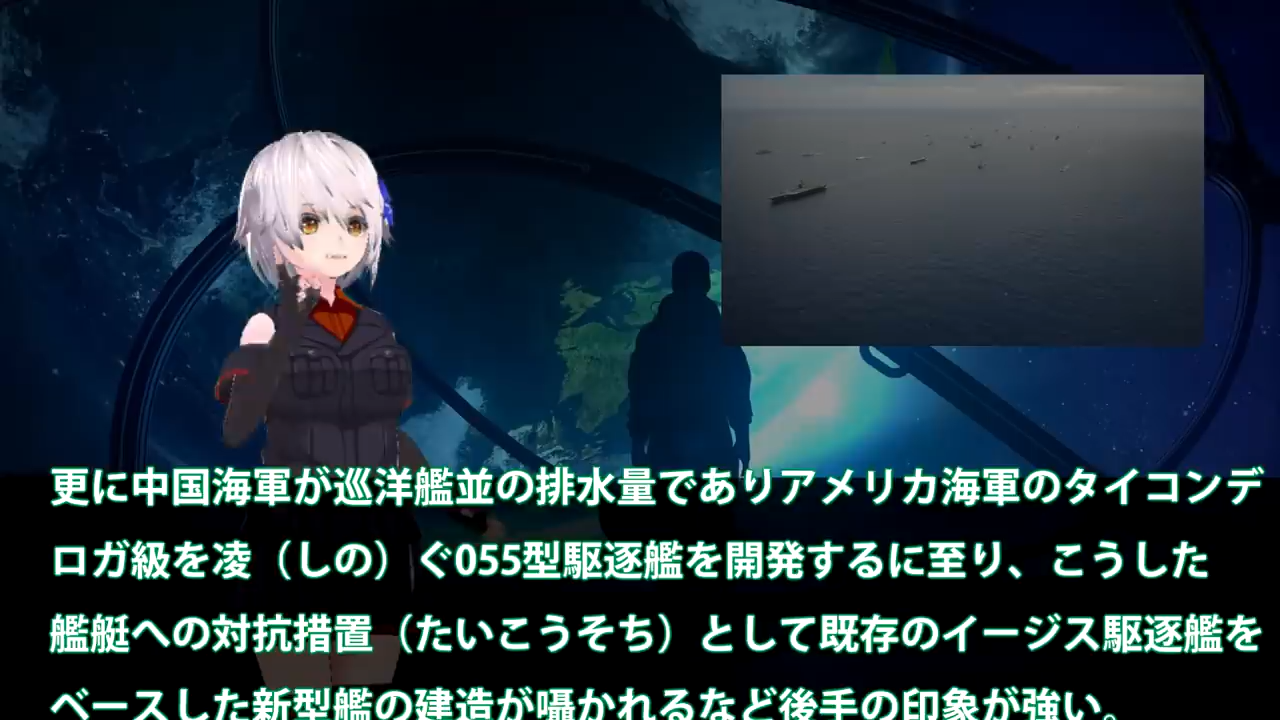 更に中国海軍が巡洋艦並の排水量でありアメリカ海軍のタイコンデ
ロガ級を凌（しの）ぐ055型駆逐艦を開発するに至り、こうした
艦艇への対抗措置（たいこうそち）として既存のイージス駆逐艦を
ベースした新型艦の建造が囁かれるなど後手の印象が強い。